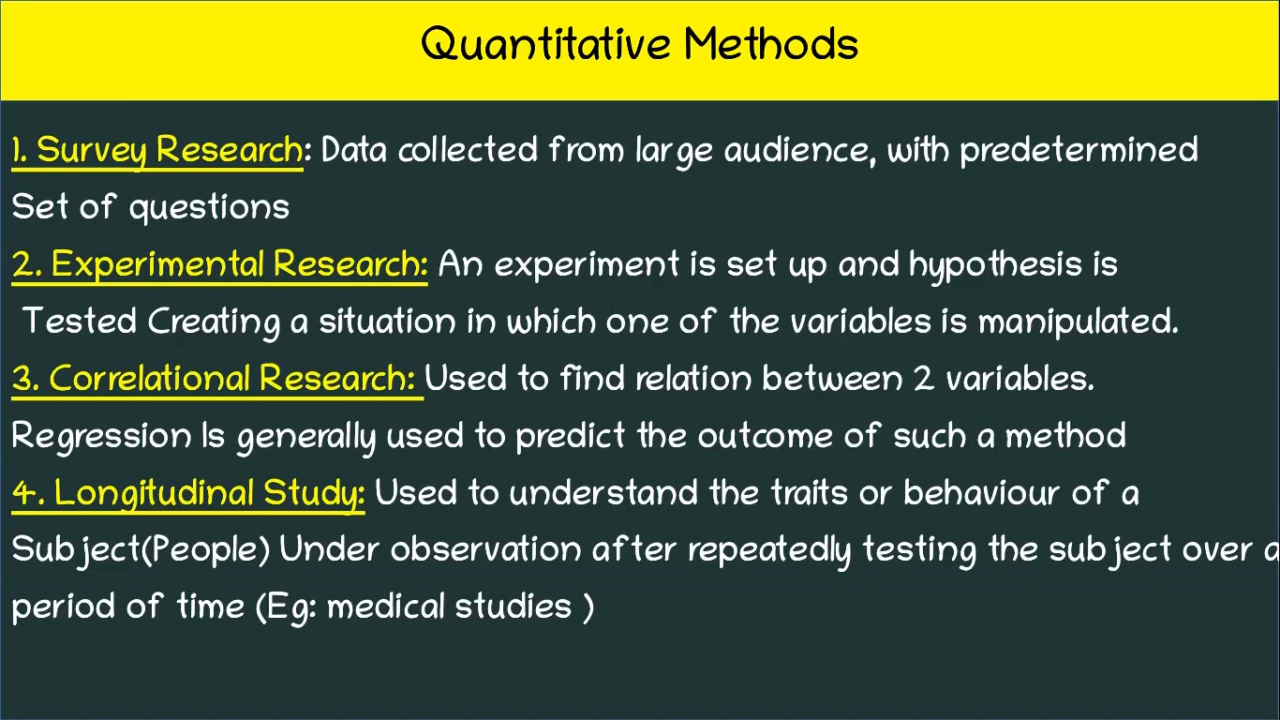 Quantitative Methods
1. Survey Research: Data collected from large audience, with predetermined
Set of questions
2. Experimental Research: An experiment is set up and hypothesis is
Tested Creating a situation in which one of the variables is manipulated.
3. Correlational Research: Used to find relation between 2 variables.
Regression Is generally used to predict the outcome of such a method
4. Longitudinal Study: Used to understand the traits or behaviour of a
Subject(People) Under observation after repeatedly testing the subject over a
period of time (Eg: medical studies )